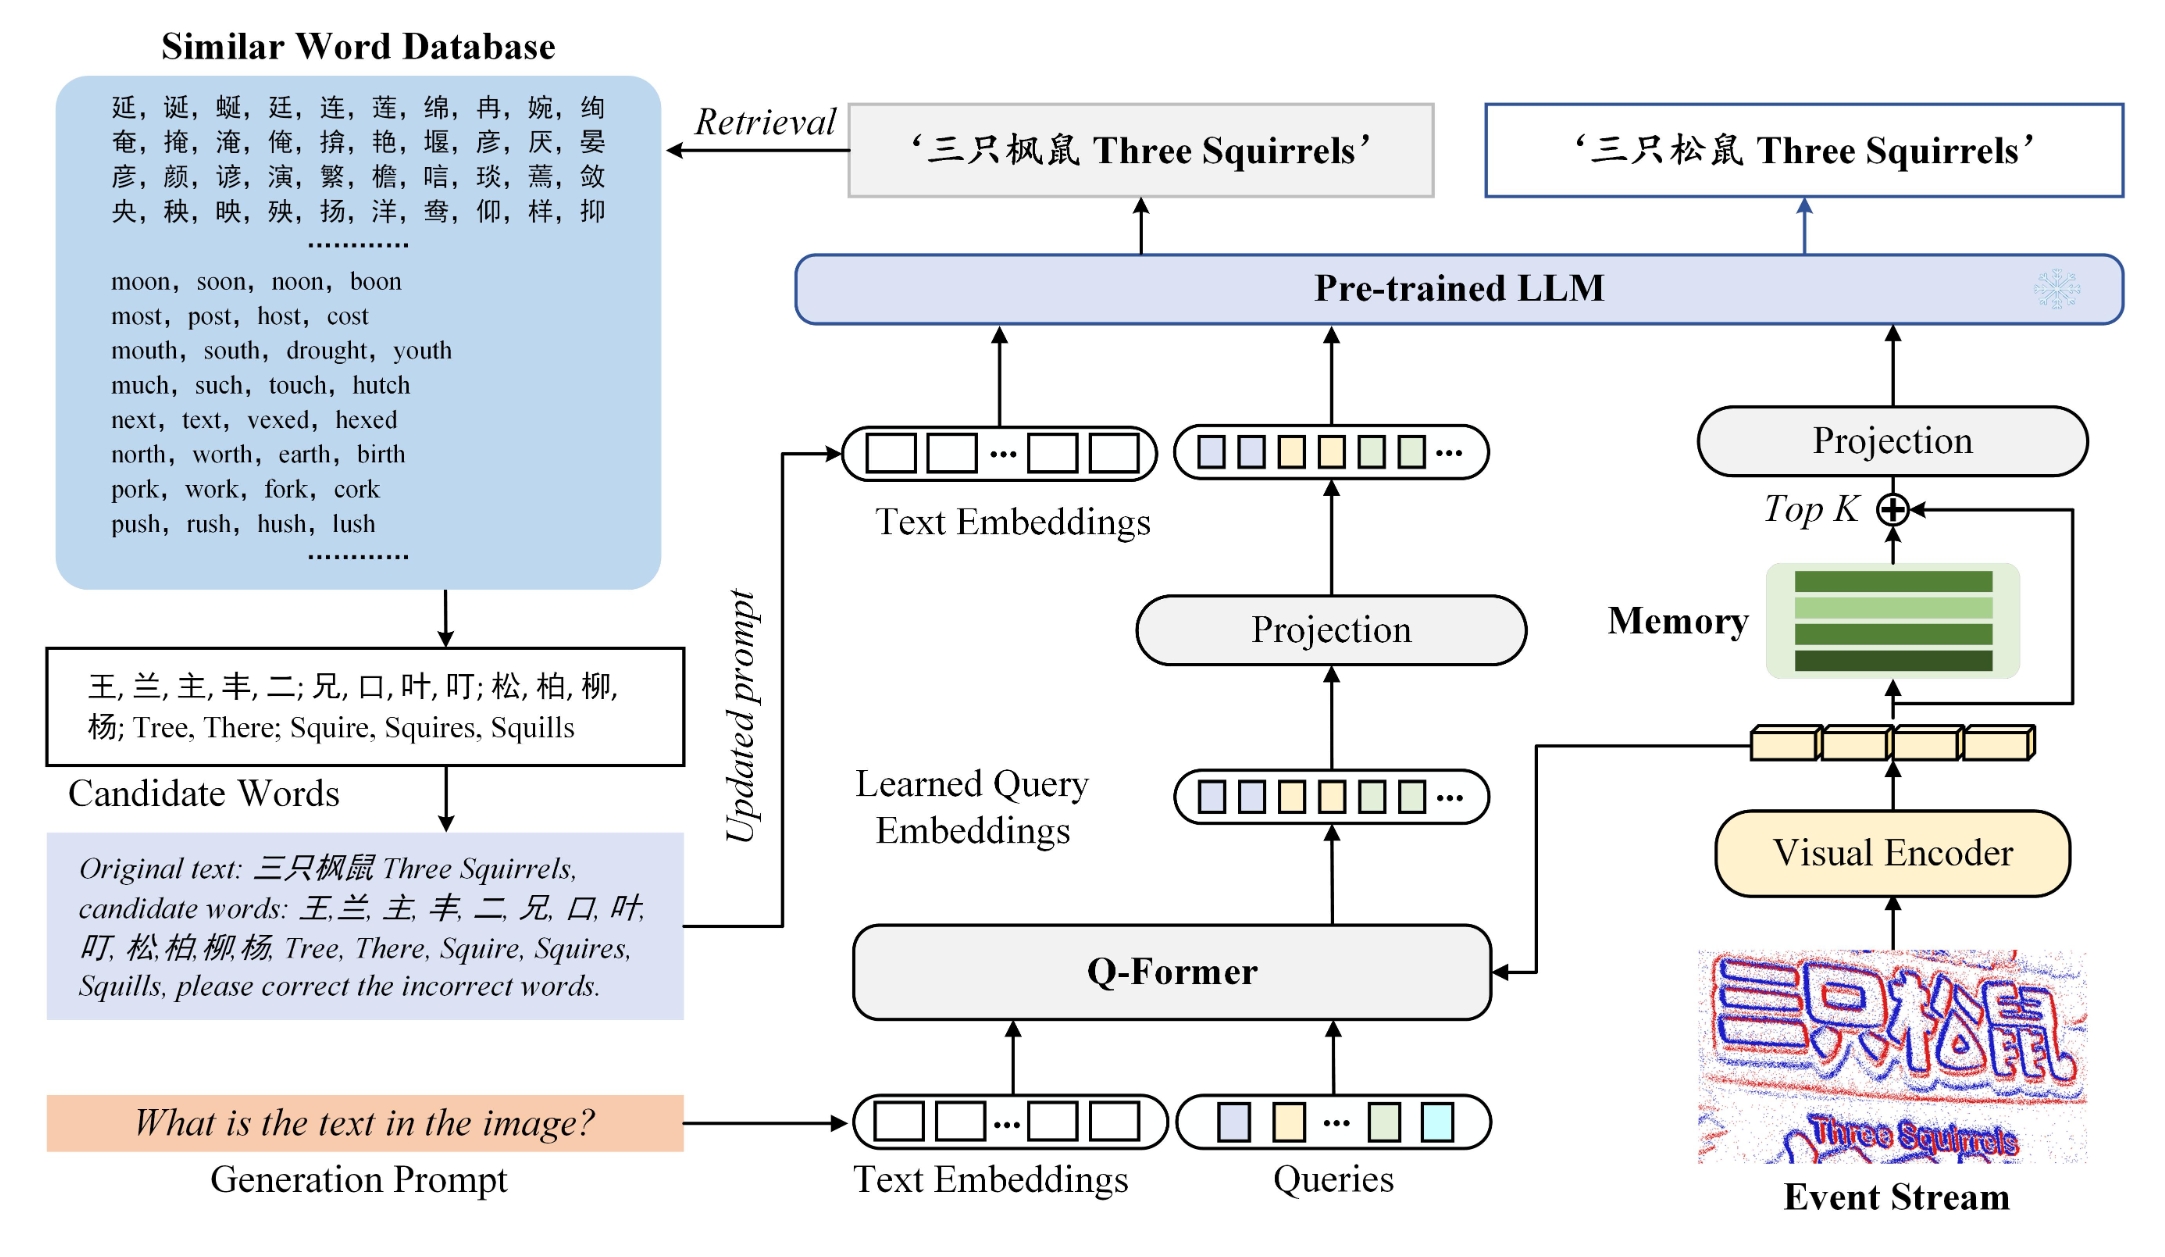 Similar Word Database
延，诞，蜒，廷，连，莲，绵，冉，婉，绚
奄，掩，淹，俺，揜，艳，堰，彦，厌，晏
彦，颜，谚，演，繁，檐，唁，琰，蔫，敛
央，秧，映，殃，扬，洋，鸯，仰，样，抑
............
moon，soon，noon，boon
most，post，host，cost
mouth，south，drought，youth
much，such，touch，hutch
next，text，vexed，hexed
north，worth，earth，birth
pork，work，fork，cork
push，rush，hush，lush
............
Retrieval
‘三只枫鼠 Three Squirrels’
‘三只松鼠 Three Squirrels’
Pre-trained LLM
Text Embeddings
Projection
Top K
Memory
Projection
王, 兰, 主, 丰, 二; 兄, 口, 叶, 叮; 松, 柏, 柳,
杨; Tree, There; Squire, Squires, Squills
Candidate Words
Updated prompt
Learned Query
Embeddings
Visual Encoder
Original text: 三只枫鼠 Three Squirrels,
candidate words: 王, 兰, 主, 丰, 二, 兄, 口, 叶,
叮, 松, 柏, 柳, 杨, Tree, There, Squire, Squires,
Squills, please correct the incorrect words.
Q-Former
三只松鼠
Three Squirrels
What is the text in the image?
Generation Prompt
Text Embeddings
Queries
Event Stream